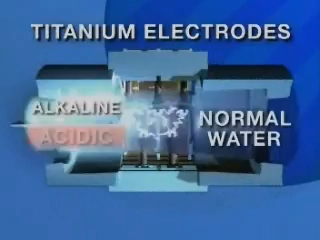 TITANIUM ELECTRODES
ALKALINE
ACIDIC
NORMAL
WATER